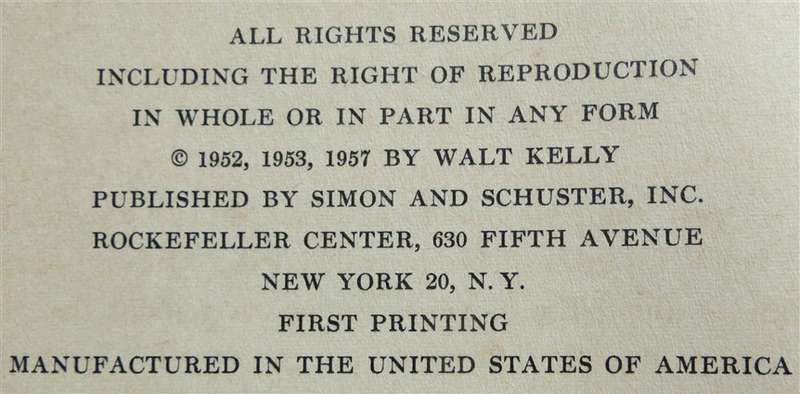 ALL RIGHTS RESERVED
INCLUDING THE RIGHT OF REPRODUCTION
IN WHOLE OR IN PART IN ANY FORM
© 1952, 1953, 1957 BY WALT KELLY
PUBLISHED BY SIMON AND SCHUSTER, INC.
ROCKEFELLER CENTER, 630 FIFTH AVENUE
NEW YORK 20, N. Y.
FIRST PRINTING
MANUFACTURED IN THE UNITED STATES OF AMERICA